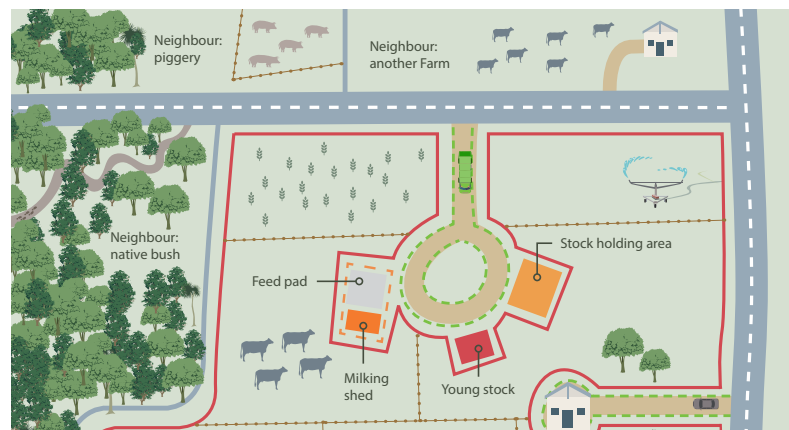 Neighbour:
piggery
Neighbour:
another Farm
Neighbour:
native bush
Stock holding area
Feed pad
Milking
shed
Young stock